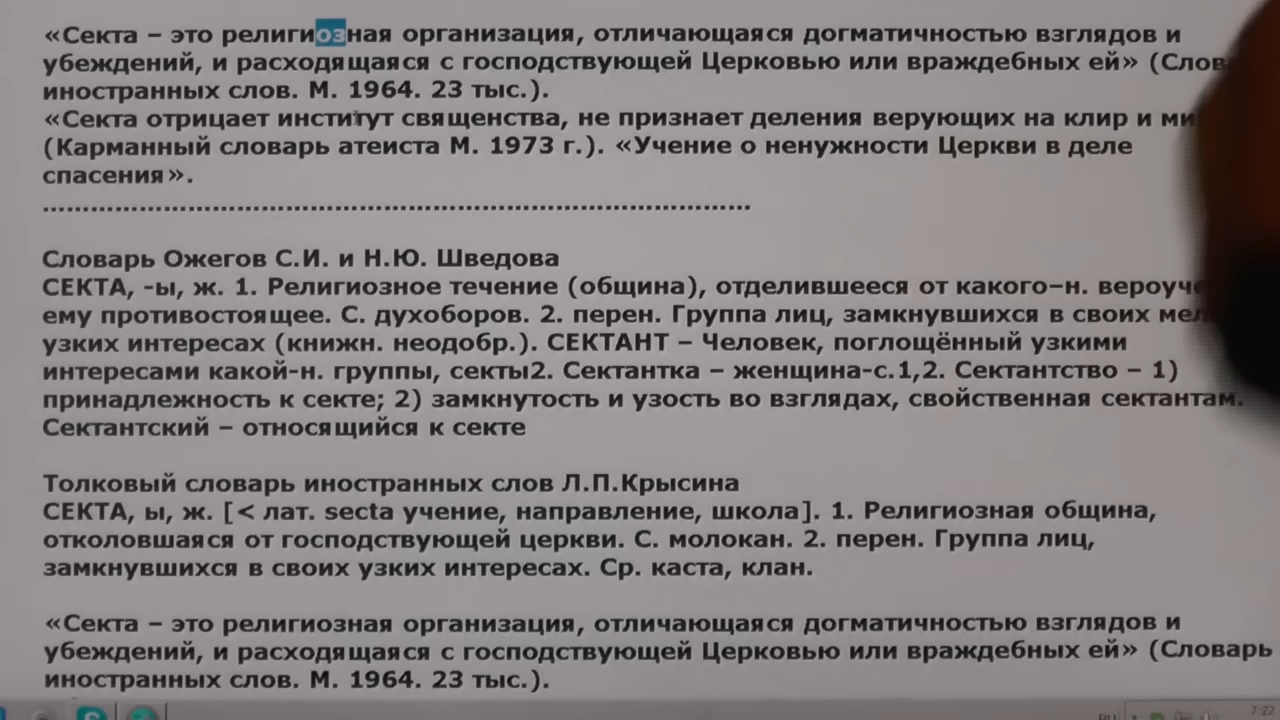 «Секта – это религиозная организация, отличающаяся догматичностью взглядов и
убеждений, и расходящаяся с господствующей Церковью или враждебных ей» 
иностранных слов. М. 1964. 23 тыс.).
«Секта отрицает институт священства, не признает деления верующих на клир и
(Карманный словарь атеиста М. 1973 г.). «Учение о ненужности Церкви в деле
спасения».
........................................................................................
Словарь Ожегов С.И. и Н.Ю. Шведова
СЕКТА, -ы, ж. 1. Религиозное течение (община), отделившееся от какого–н.
ему противостоящее. С. духоборов. 2. перен. Группа лиц, замкнувшихся в своих
узких интересах (книжн. неодобр.). СЕКТАНТ – Человек, поглощённый узкими
интересами какой-н. группы, секты2. Сектантка – женщина-с.1,2. Сектантство – 1)
принадлежность к секте; 2) замкнутость и узость во взглядах, свойственная сектантам.
Сектантский – относящийся к секте
Толковый словарь иностранных слов Л.П.Крысина
СЕКТА, ы, ж. [< лат. secta учение, направление, школа]. 1. Религиозная община,
отколовшаяся от господствующей церкви. С. молокан. 2. перен. Группа лиц,
замкнувшихся в своих узких интересах. Ср. каста, клан.
«Секта – это религиозная организация, отличающаяся догматичностью взглядов и
убеждений, и расходящаяся с господствующей Церковью или враждебных ей» (Словарь
иностранных слов. М. 1964. 23 тыс.).
7:22